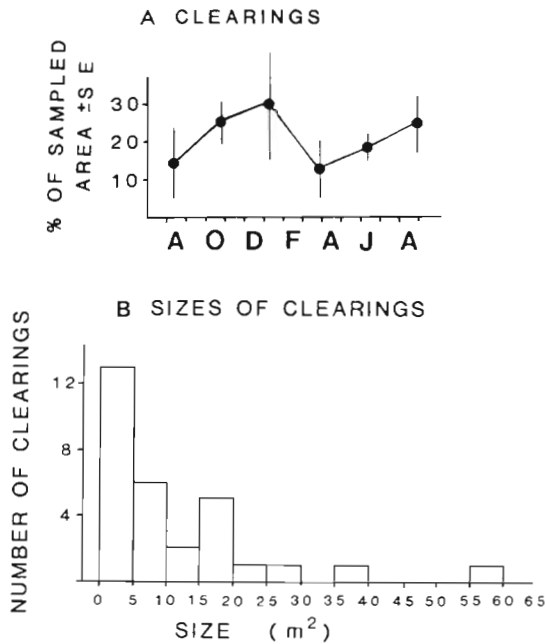 A CLEARINGS
% OF SAMPLED
AREA ±S E
30
20
10
A O D F A J A
B SIZES OF CLEARINGS
NUMBER OF CLEARINGS
12
8
4
0 5 10 15 20 25 30 35 40 45 50 55 60 65
SIZE (m²)